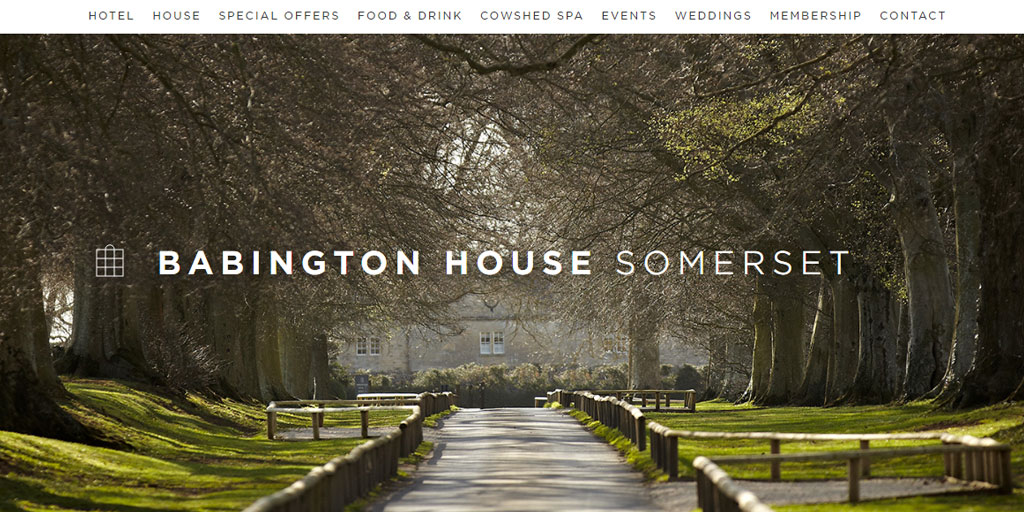 HOTEL HOUSE SPECIAL OFFERS FOOD & DRINK COWSHED SPA EVENTS WEDDINGS MEMBERSHIP CONTACT
BABINGTON HOUSE SOMERSET